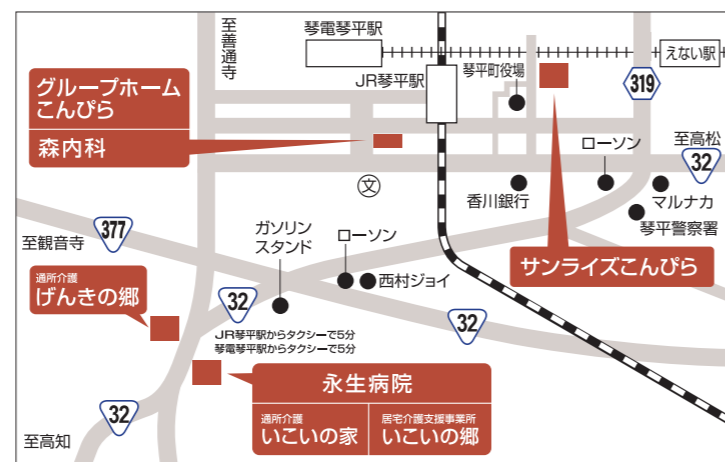 至善通寺
琴電琴平駅
えない駅
JR琴平駅
琴平町役場
319
グループホーム
こんぴら
森内科
至高松
32
ローソン
文
香川銀行
マルナカ
琴平警察署
377
至観音寺
ガソリン
スタンド
ローソン
西村ジョイ
サンライズこんぴら
通所介護
げんきの郷
32
32
JR琴平駅からタクシーで5分
琴電琴平駅からタクシーで5分
永生病院
通所介護
いこいの家
居宅介護支援事業所
いこいの郷
32
至高知